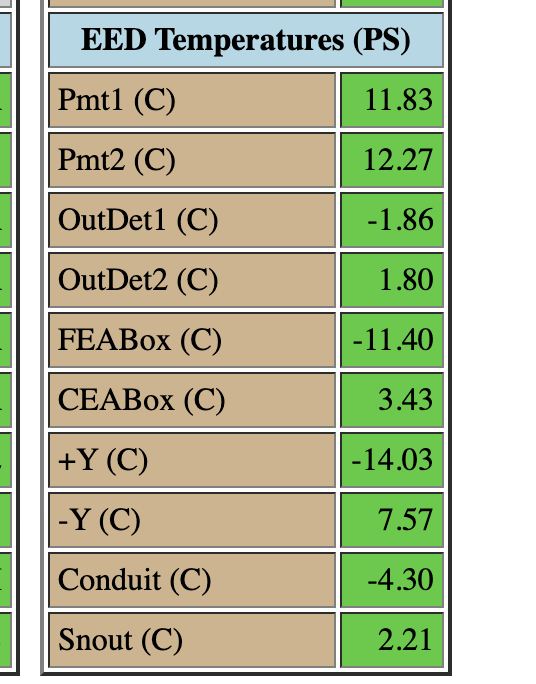 EED Temperatures (PS)
Pmt1 (C) 11.83
Pmt2 (C) 12.27
OutDet1 (C) -1.86
OutDet2 (C) 1.80
FEABox (C) -11.40
CEABox (C) 3.43
+Y (C) -14.03
-Y (C) 7.57
Conduit (C) -4.30
Snout (C) 2.21